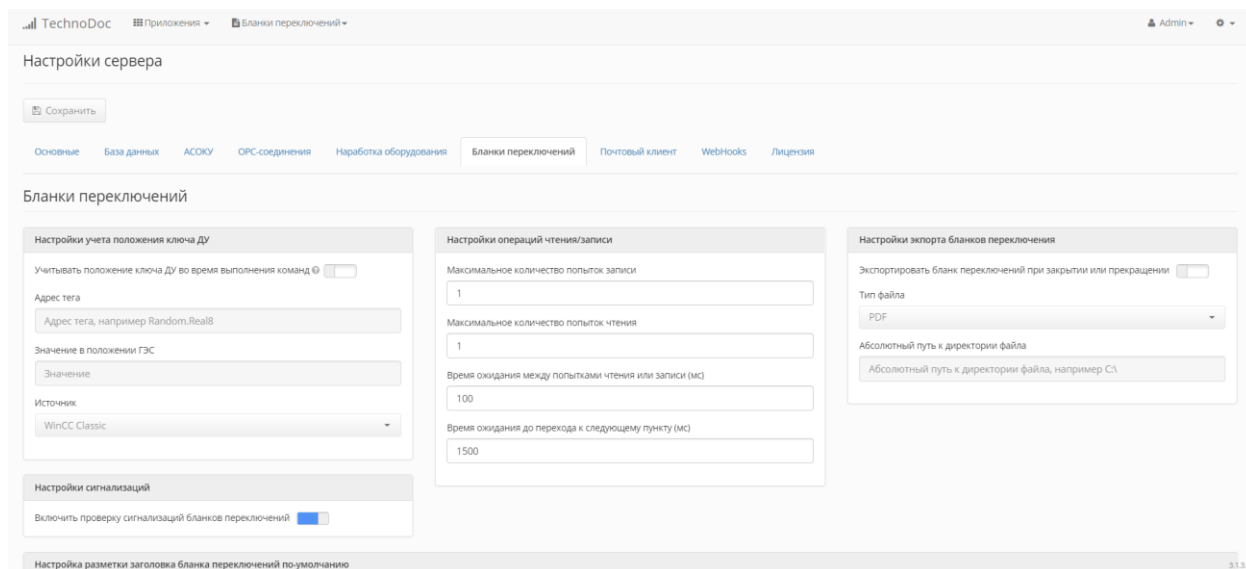 TechnoDoc
Приложения
Бланки переключений
Admin
Настройки сервера
Сохранить
Основные
База данных
АСОКУ
OPC-соединения
Наработка оборудования
Бланки переключений
Почтовый клиент
WebHooks
Лицензия
Бланки переключений
Настройки учета положения ключа ДУ
Учитывать положение ключа ДУ во время выполнения команд
Адрес тега
Адрес тега, например Random.Real8
Значение в положении ГЭС
Значение
Источник
WinCC Classic
Настройки сигнализаций
Включить проверку сигнализаций бланков переключений
Настройки операций чтения/записи
Максимальное количество попыток записи
1
Максимальное количество попыток чтения
1
Время ожидания между попытками чтения или записи (мс)
100
Время ожидания до перехода к следующему пункту (мс)
1500
Настройки экпорта бланков переключения
Экспортировать бланк переключений при закрытии или прекращении
Тип файла
PDF
Абсолютный путь к директории файла
Абсолютный путь к директории файла, например C:\
Настройка разметки заголовка бланка переключений по-умолчанию
3.1.3